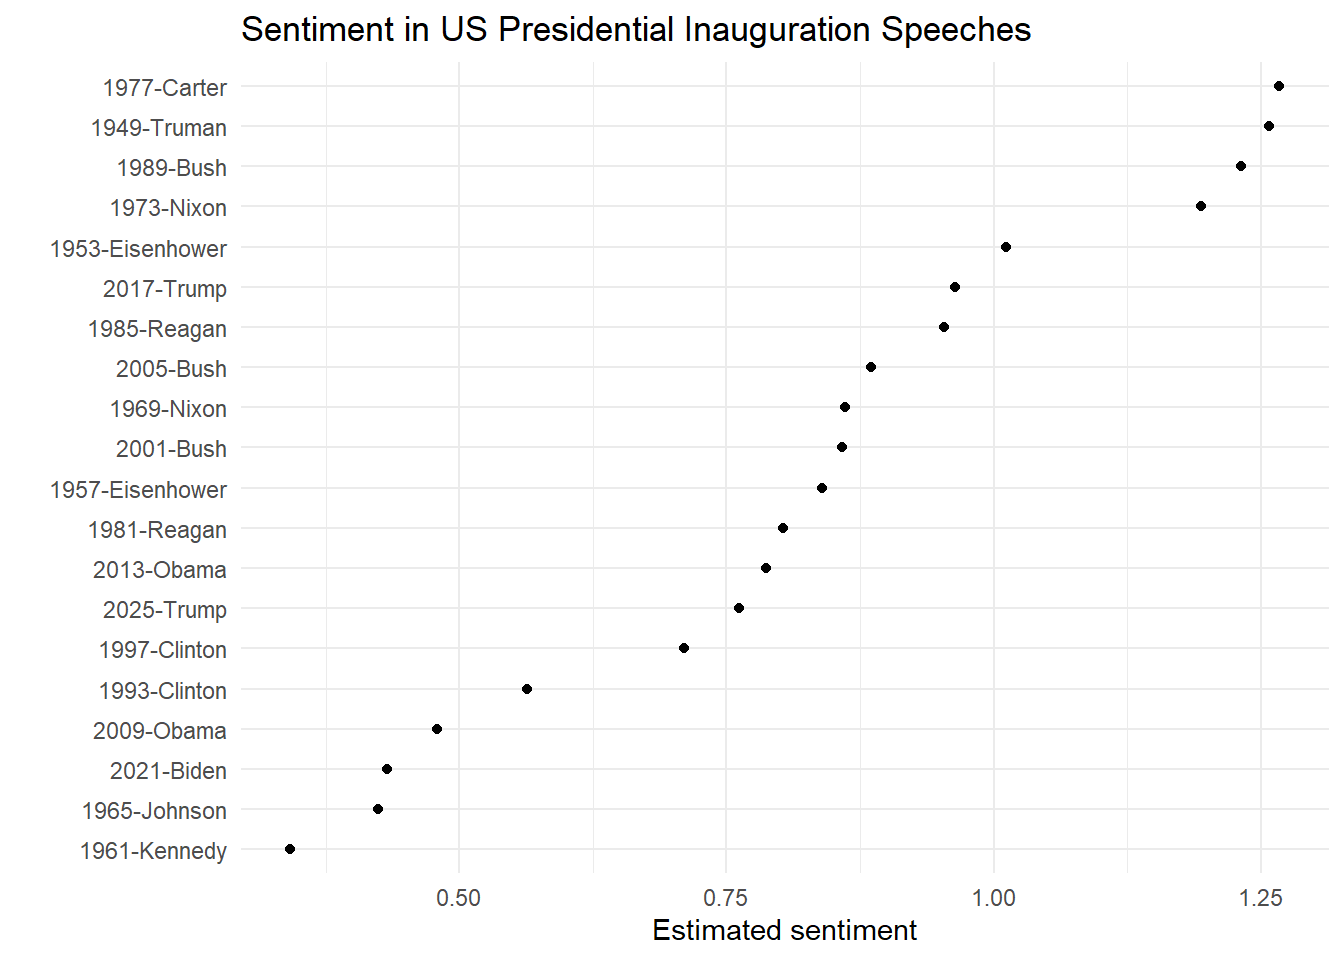 Sentiment in US Presidential Inauguration Speeches
1977-Carter
1949-Truman
1989-Bush
1973-Nixon
1953-Eisenhower
2017-Trump
1985-Reagan
2005-Bush
1969-Nixon
2001-Bush
1957-Eisenhower
1981-Reagan
2013-Obama
2025-Trump
1997-Clinton
1993-Clinton
2009-Obama
2021-Biden
1965-Johnson
1961-Kennedy
0.50 0.75 1.00 1.25
Estimated sentiment